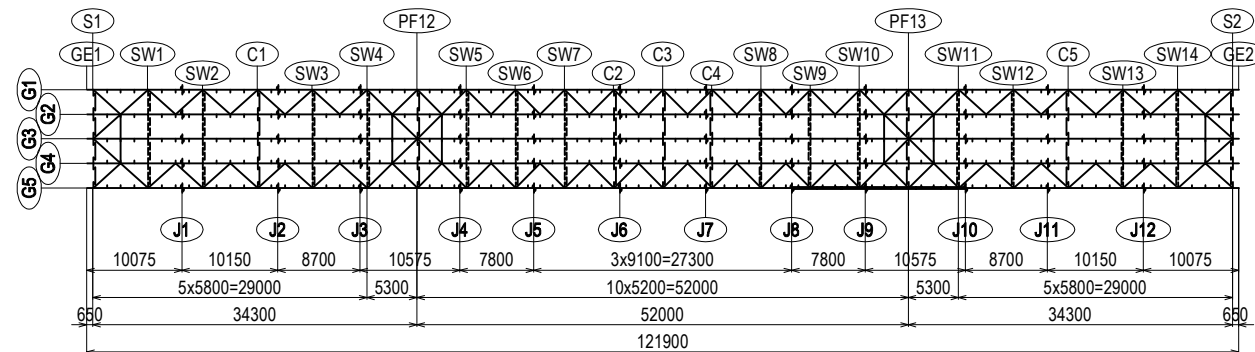 S1 PF12 PF13 S2
GE1 SW1 C1 SW4 SW5 SW7 C3 SW8 SW10 SW11 C5 SW14 GE2
SW2 SW3 SW6 C2 C4 SW9 SW12 SW13
G1
G2
G3
G4
G5
J1 J2 J3 J4 J5 J6 J7 J8 J9 J10 J11 J12
10075 10150 8700 10575 7800 3x9100=27300 7800 10575 8700 10150 10075
5x5800=29000 5300 10x5200=52000 5300 5x5800=29000
650 34300 52000 34300 650
121900